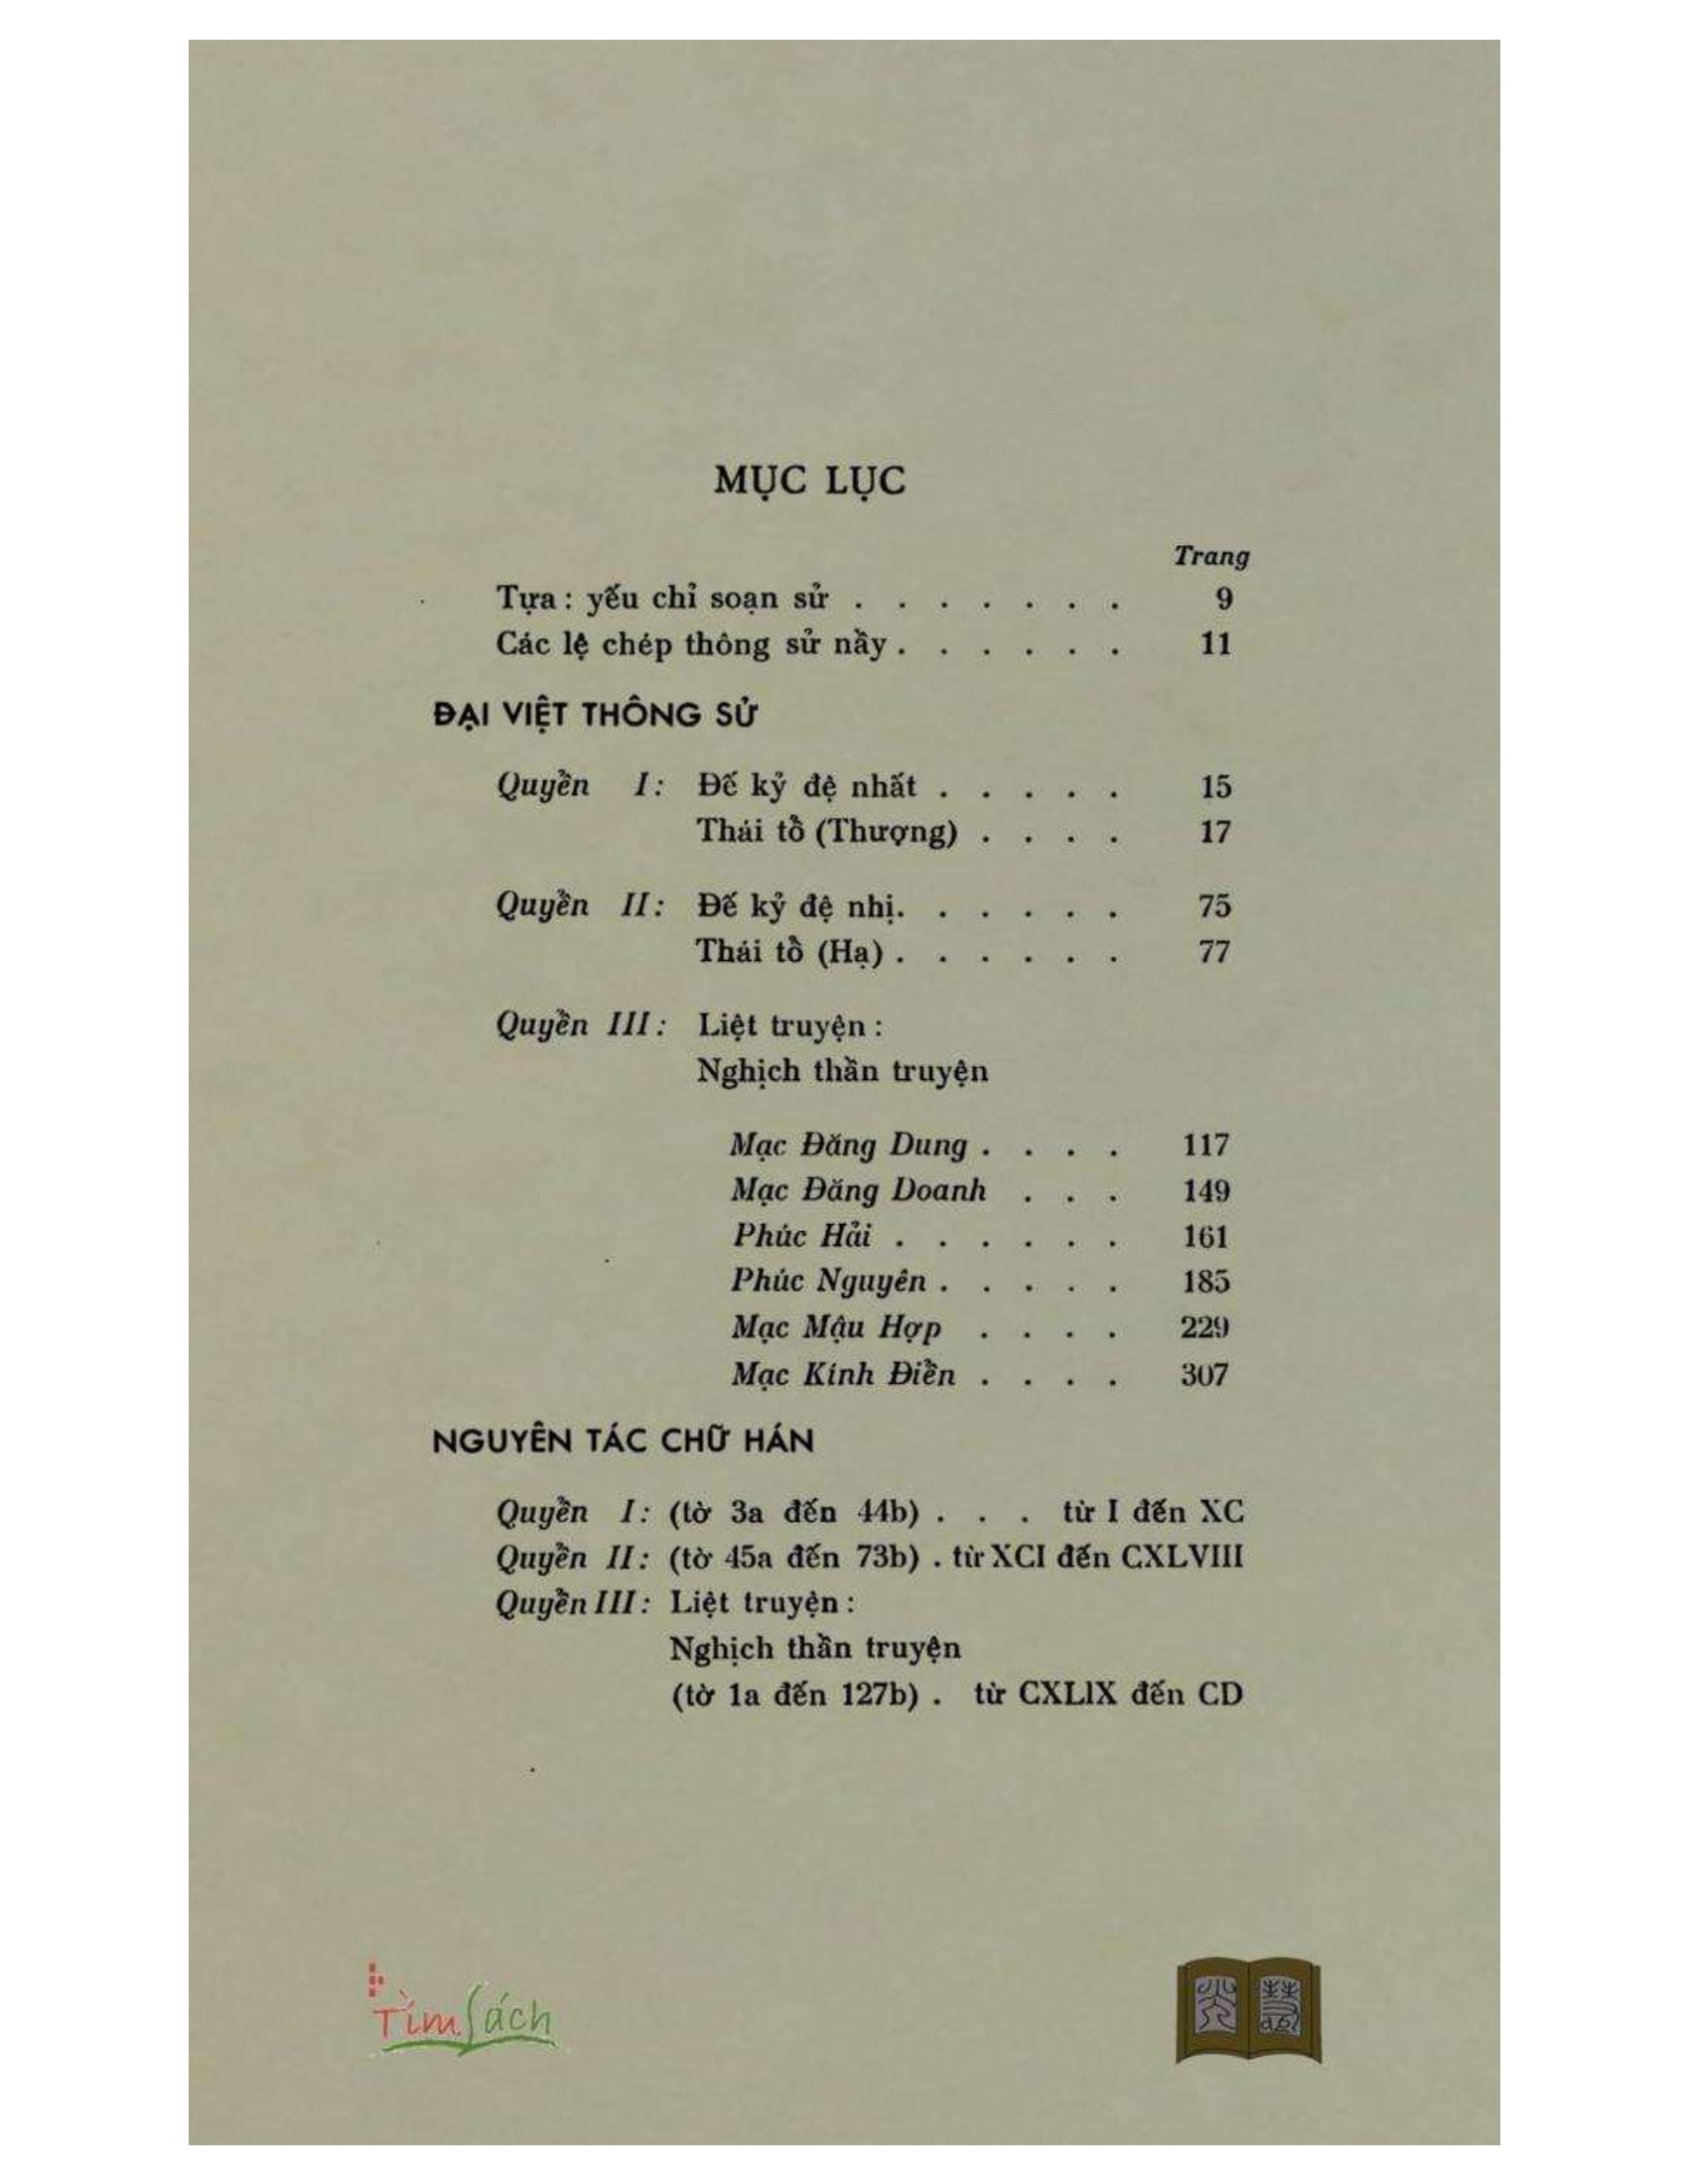 MỤC LỤC
Trang
Tựa : yếu chỉ soạn sử . . . . . . . 9
Các lệ chép thông sử nầy . . . . . . 11
ĐẠI VIỆT THÔNG SỬ
Quyển I : Đế kỷ đệ nhất . . . . . 15
Thái tổ (Thượng) . . . . 17
Quyển II : Đế kỷ đệ nhị . . . . . . 75
Thái tổ (Hạ) . . . . . . 77
Quyển III : Liệt truyện :
Nghịch thần truyện
Mạc Đăng Dung . . . . 117
Mạc Đăng Doanh . . . 149
Phúc Hải . . . . . . 161
Phúc Nguyên . . . . . 185
Mạc Mậu Hợp . . . . 229
Mạc Kính Điển . . . . 307
NGUYÊN TÁC CHỮ HÁN
Quyển I : (tờ 3a đến 44b) . . . từ I đến XC
Quyển II : (tờ 45a đến 73b) . từ XCI đến CXLVIII
Quyển III : Liệt truyện :
Nghịch thần truyện
(tờ 1a đến 127b) . từ CXLIX đến CD
TìmSách